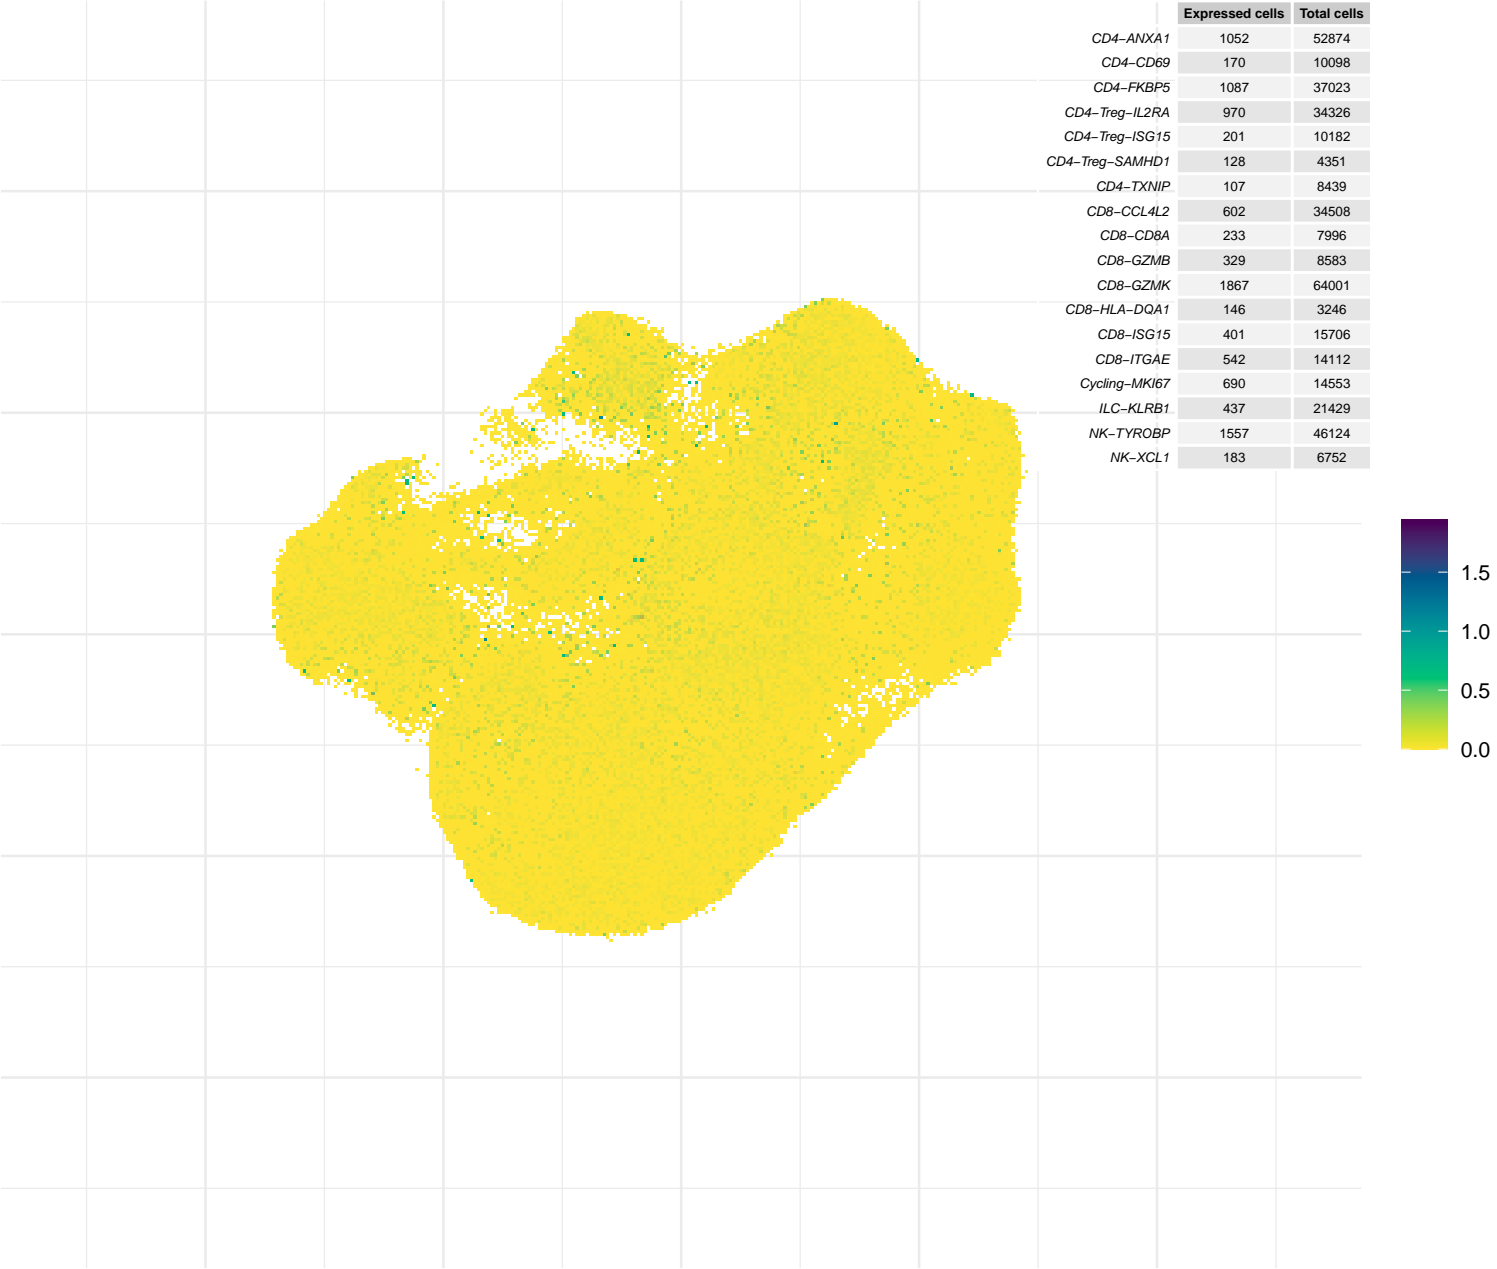 Expressed cells Total cells
CD4−ANXA1 1052 52874
CD4−CD69 170 10098
CD4−FKBP5 1087 37023
CD4−Treg−IL2RA 970 34326
CD4−Treg−ISG15 201 10182
CD4−Treg−SAMHD1 128 4351
CD4−TXNIP 107 8439
CD8−CCL4L2 602 34508
CD8−CD8A 233 7996
CD8−GZMB 329 8583
CD8−GZMK 1867 64001
CD8−HLA−DQA1 146 3246
CD8−ISG15 401 15706
CD8−ITGAE 542 14112
Cycling−MKI67 690 14553
ILC−KLRB1 437 21429
NK−TYROBP 1557 46124
NK−XCL1 183 6752
1.5
1.0
0.5
0.0